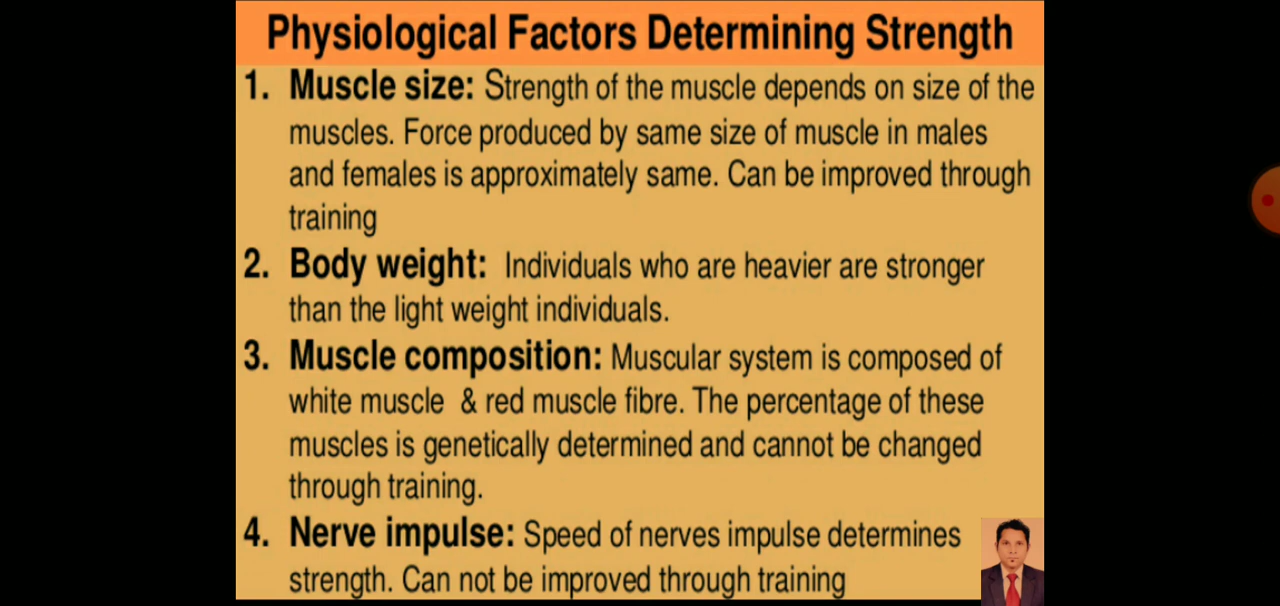 Physiological Factors Determining Strength
1. Muscle size: Strength of the muscle depends on size of the
muscles. Force produced by same size of muscle in males
and females is approximately same. Can be improved through
training
2. Body weight: Individuals who are heavier are stronger
than the light weight individuals.
3. Muscle composition: Muscular system is composed of
white muscle & red muscle fibre. The percentage of these
muscles is genetically determined and cannot be changed
through training.
4. Nerve impulse: Speed of nerves impulse determines
strength. Can not be improved through training